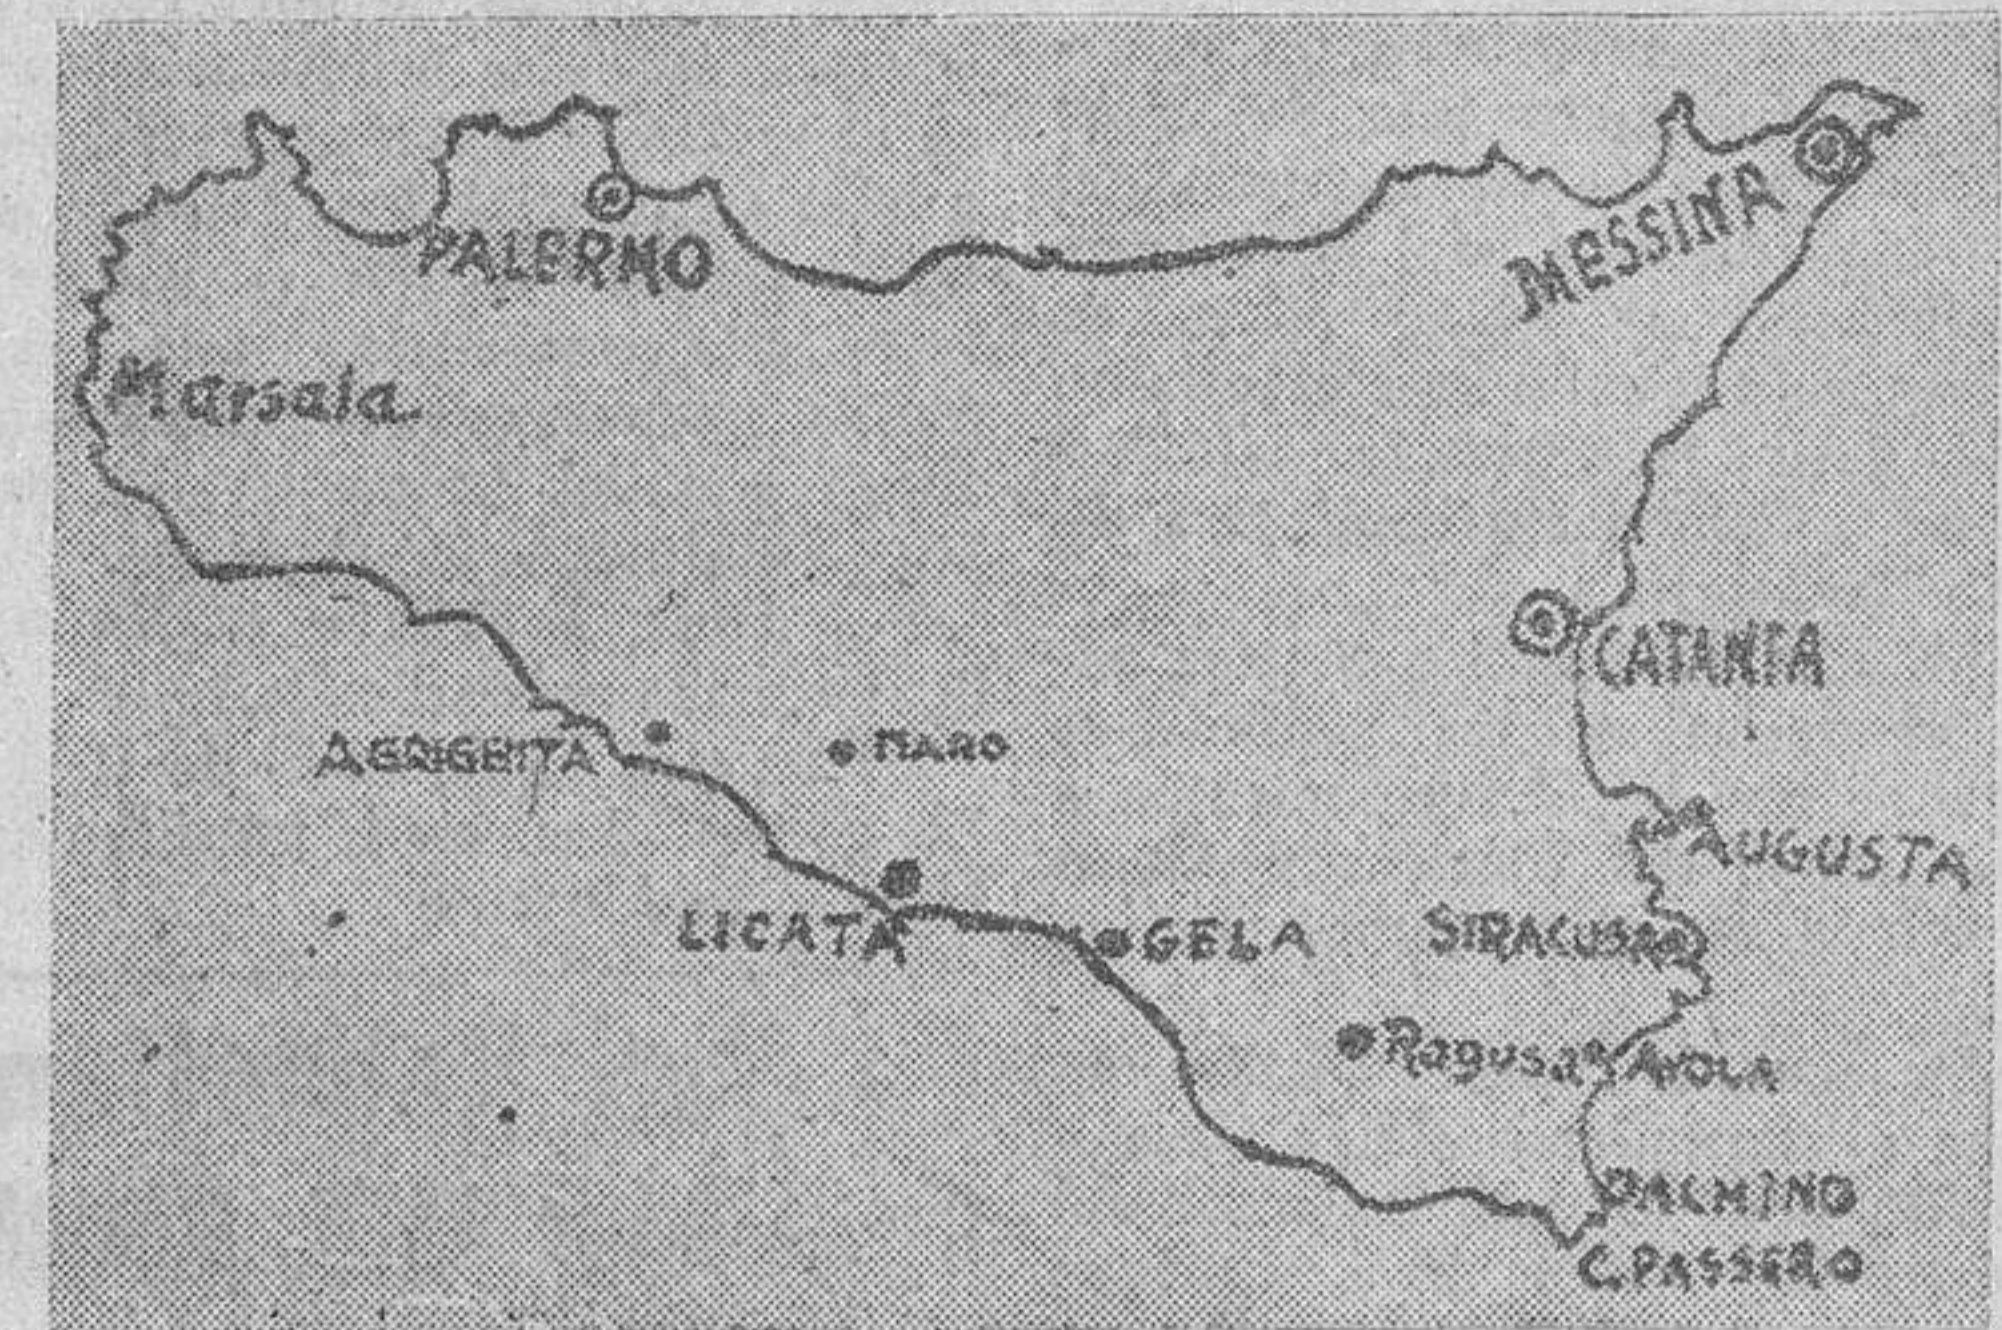 PALERMO
MESSINA
Marsala
CATANIA
AGRIGENTA
NARO
AUGUSTA
LICATA
GELA
SIRACUSA
Ragusa
AVOLA
PACHINO
C.PASSERO